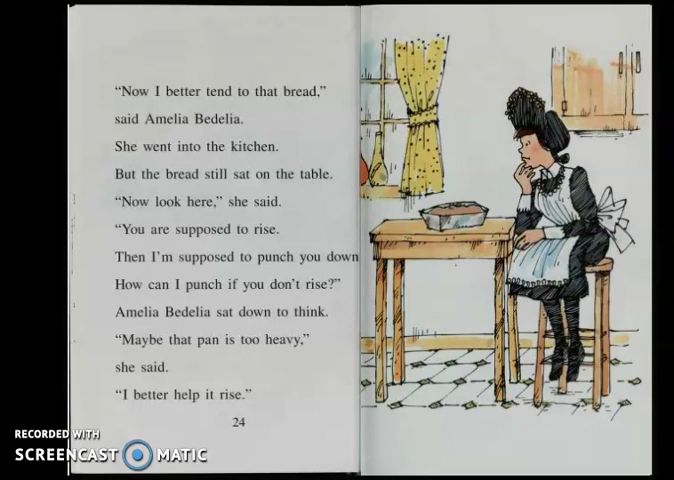 “Now I better tend to that bread,”
said Amelia Bedelia.
She went into the kitchen.
But the bread still sat on the table.
“Now look here,” she said.
“You are supposed to rise.
Then I’m supposed to punch you down
How can I punch if you don’t rise?”
Amelia Bedelia sat down to think.
“Maybe that pan is too heavy,”
she said.
“I better help it rise.”
24
RECORDED WITH
SCREENCAST MATIC